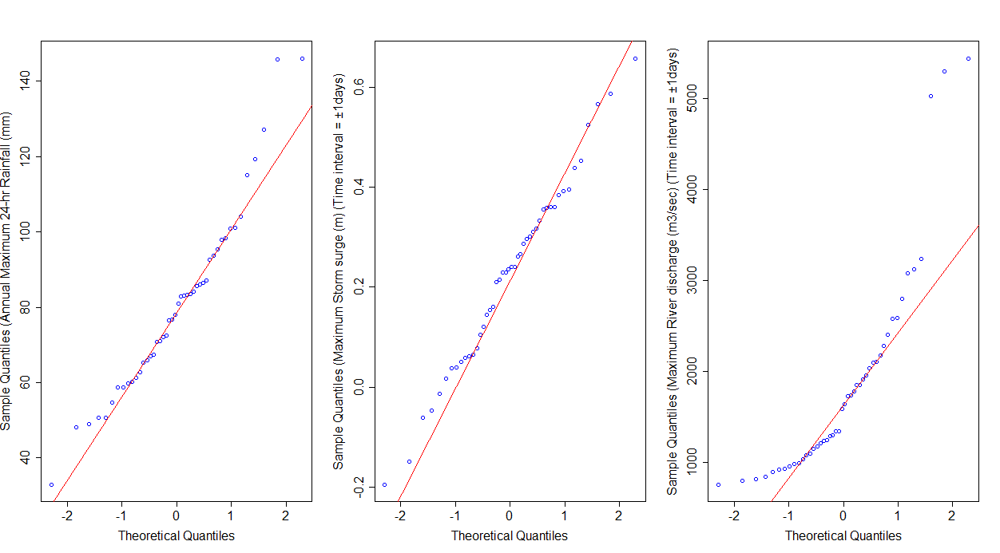 Sample Quantiles (Annual Maximum 24-hr Rainfall (mm)
140
120
100
80
60
40
-2 -1 0 1 2
Theoretical Quantiles
Sample Quantiles (Maximum Storm surge (m) (Time interval = ±1days)
0.6
0.4
0.2
0.0
-0.2
-2 -1 0 1 2
Theoretical Quantiles
Sample Quantiles (Maximum River discharge (m3/sec) (Time interval = ±1days)
5000
4000
3000
2000
1000
-2 -1 0 1 2
Theoretical Quantiles